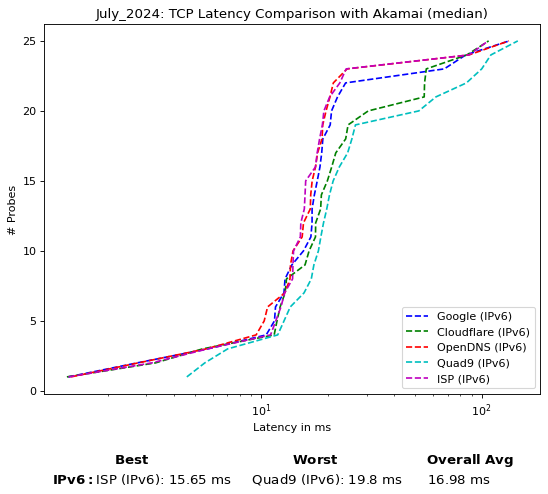 July_2024: TCP Latency Comparison with Akamai (median)
25
20
15
10
5
0
# Probes
10^1
10^2
Latency in ms
Google (IPv6)
Cloudflare (IPv6)
OpenDNS (IPv6)
Quad9 (IPv6)
ISP (IPv6)
Best Worst Overall Avg
IPv6: ISP (IPv6): 15.65 ms Quad9 (IPv6): 19.8 ms 16.98 ms